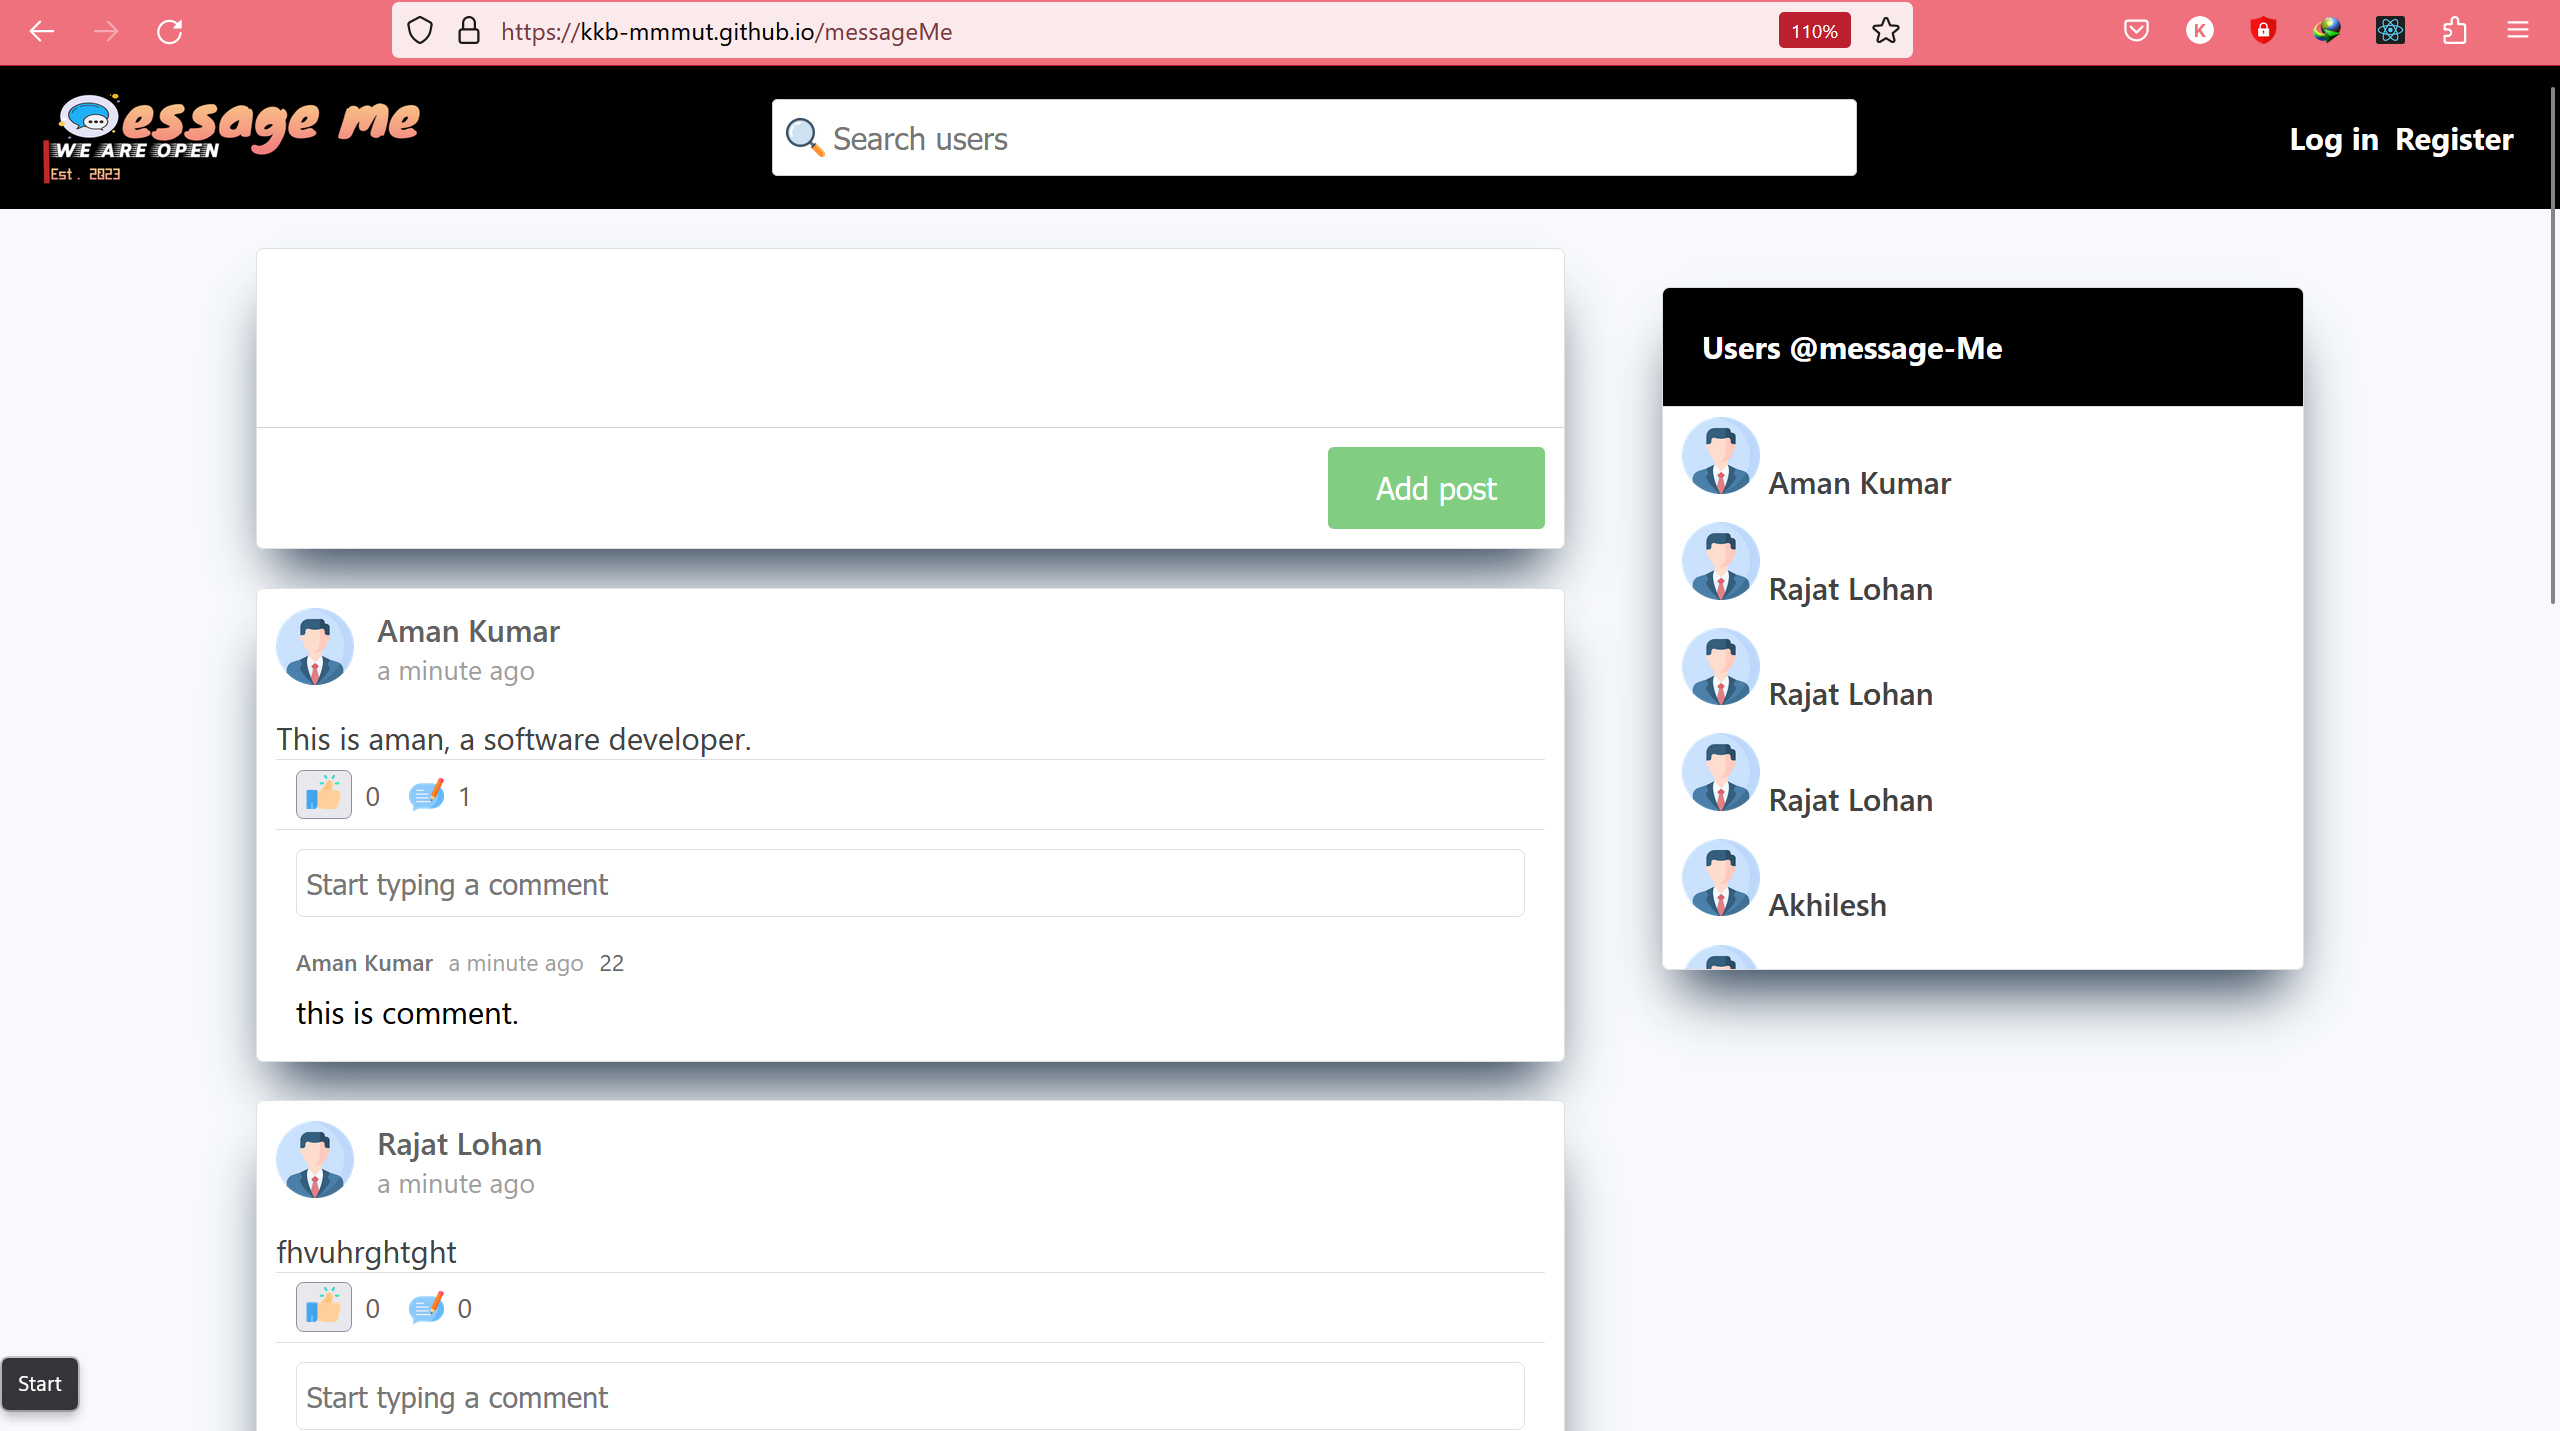 https://kkb-mmmut.github.io/messageMe
110%
K
essage me
WE ARE OPEN
Est . 2023
Search users
Log in Register
Add post
Users @message-Me
Aman Kumar
Rajat Lohan
Rajat Lohan
Rajat Lohan
Akhilesh
Aman Kumar
a minute ago
This is aman, a software developer.
0 1
Start typing a comment
Aman Kumar a minute ago 22
this is comment.
Rajat Lohan
a minute ago
fhvuhrghtght
0 0
Start typing a comment
Start